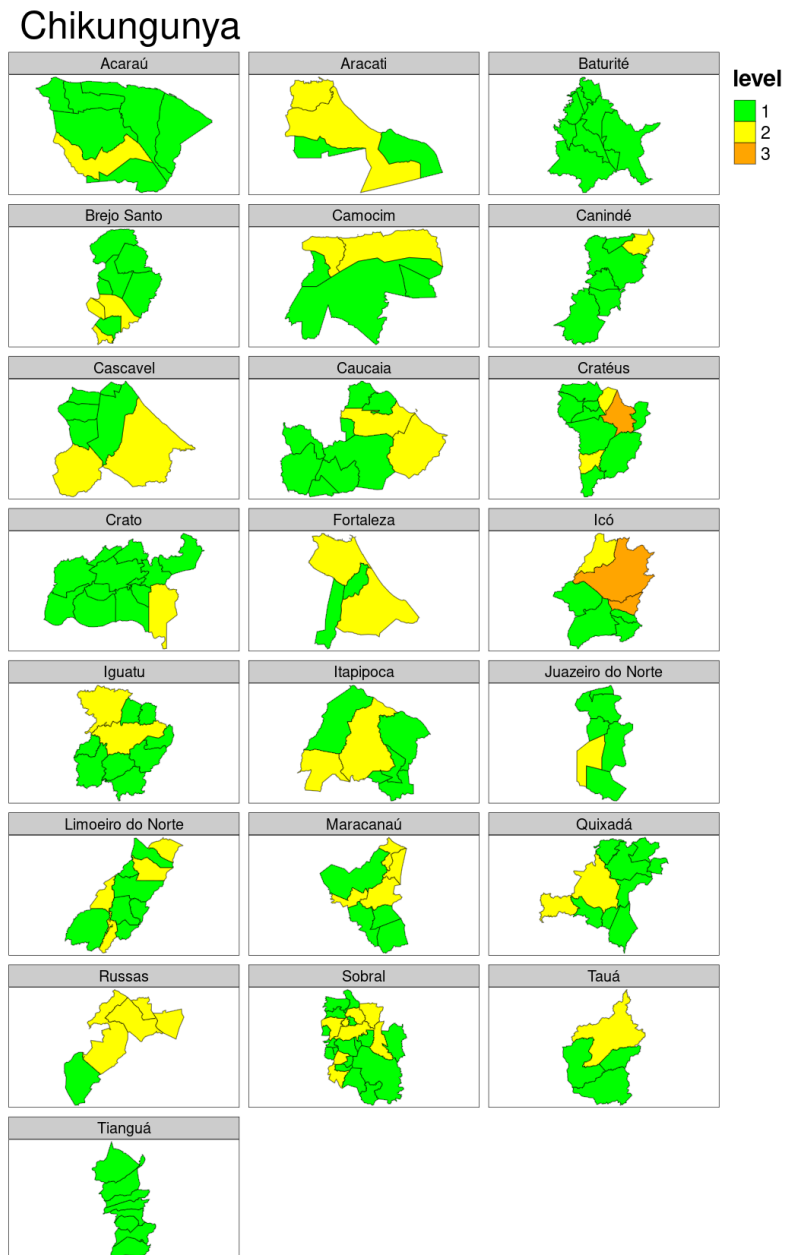 Chikungunya
Acaraú
Aracati
Baturité
level
1
2
3
Brejo Santo
Camocim
Canindé
Cascavel
Caucaia
Cratéus
Crato
Fortaleza
Icó
Iguatu
Itapipoca
Juazeiro do Norte
Limoeiro do Norte
Maracanaú
Quixadá
Russas
Sobral
Tauá
Tianguá